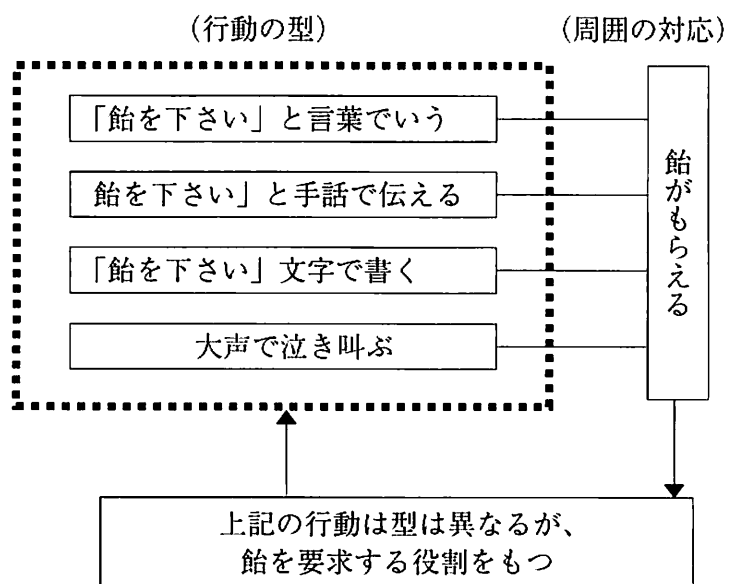 （行動の型）
（周囲の対応）
「飴を下さい」と言葉でいう
飴を下さい」と手話で伝える
「飴を下さい」文字で書く
大声で泣き叫ぶ
飴がもらえる
上記の行動は型は異なるが、
飴を要求する役割をもつ